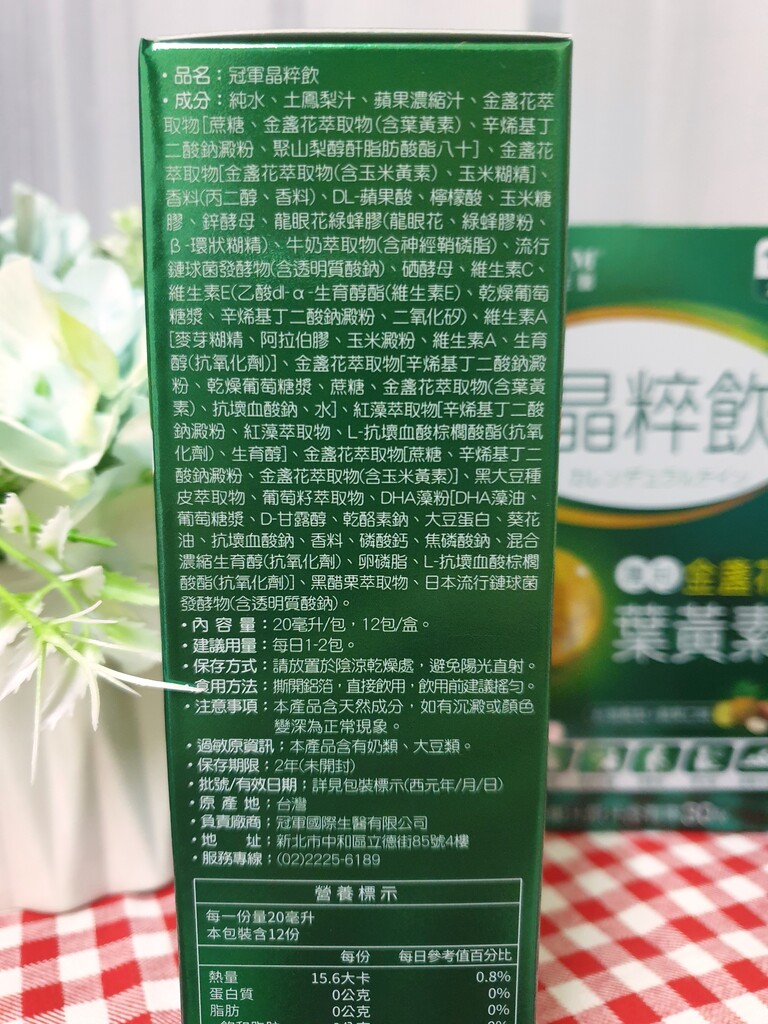 ・品名：冠軍晶粹飲
・成分：純水、土鳳梨汁、蘋果濃縮汁、金盞花萃
取物[蔗糖、金盞花萃取物(含葉黃素)、辛烯基丁
二酸鈉澱粉、聚山梨醇酐脂肪酸酯八十]、金盞花
萃取物[金盞花萃取物(含玉米黃素)、玉米糊精]、
香料(丙二醇、香料)、DL-蘋果酸、檸檬酸、玉米糖
膠、鋅酵母、龍眼花綠蜂膠(龍眼花、綠蜂膠粉、
β-環狀糊精)、牛奶萃取物(含神經鞘磷脂)、流行
鏈球菌發酵物(含透明質酸鈉)、硒酵母、維生素C、
維生素E(乙酸dl-α-生育醇酯(維生素E)、乾燥葡萄
糖漿、辛烯基丁二酸鈉澱粉、二氧化矽)、維生素A
[麥芽糊精、阿拉伯膠、玉米澱粉、維生素A、生育
醇(抗氧化劑)]、金盞花萃取物[辛烯基丁二酸鈉澱
粉、乾燥葡萄糖漿、蔗糖、金盞花萃取物(含葉黃
素)、抗壞血酸鈉、水]、紅藻萃取物[辛烯基丁二酸
鈉澱粉、紅藻萃取物、L-抗壞血酸棕櫚酸酯(抗氧
化劑)、生育醇]、金盞花萃取物[蔗糖、辛烯基丁二
酸鈉澱粉、金盞花萃取物(含玉米黃素)]、黑大豆種
皮萃取物、葡萄籽萃取物、DHA藻粉[DHA藻油、
葡萄糖漿、D-甘露醇、乾酪素鈉、大豆蛋白、葵花
油、抗壞血酸鈉、香料、磷酸鈣、焦磷酸鈉、混合
濃縮生育醇(抗氧化劑)、卵磷脂、L-抗壞血酸棕櫚
酸酯(抗氧化劑)]、黑醋栗萃取物、日本流行鏈球菌
發酵物(含透明質酸鈉)。
・內 容 量：20毫升/包，12包/盒。
・建議用量：每日1-2包。
・保存方式：請放置於陰涼乾燥處，避免陽光直射。
食用方法：撕開鋁箔，直接飲用，飲用前建議搖勻。
・注意事項：本產品含天然成分，如有沉澱或顏色
變深為正常現象。
・過敏原資訊：本產品含有奶類、大豆類。
・保存期限：2年(未開封)
・批號/有效日期：詳見包裝標示(西元年/月/日)
・原 產 地：台灣
・負責廠商：冠軍國際生醫有限公司
・地 址：新北市中和區立德街85號4樓
・服務專線：(02)2225-6189
營養標示
每一份量20毫升
本包裝含12份
每份 每日參考值百分比
熱量 15.6大卡 0.8%
蛋白質 0公克 0%
脂肪 0公克 0%
晶粹飲
金盞花
葉黃素